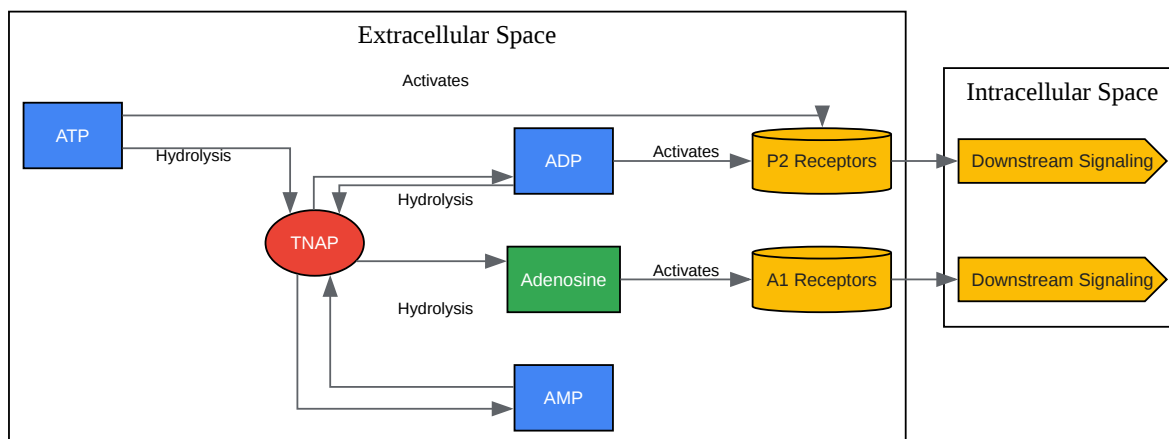 Extracellular Space
Activates
Intracellular Space
ATP
Hydrolysis
ADP
Activates
P2 Receptors
Downstream Signaling
Hydrolysis
TNAP
Adenosine
Activates
A1 Receptors
Downstream Signaling
Hydrolysis
AMP